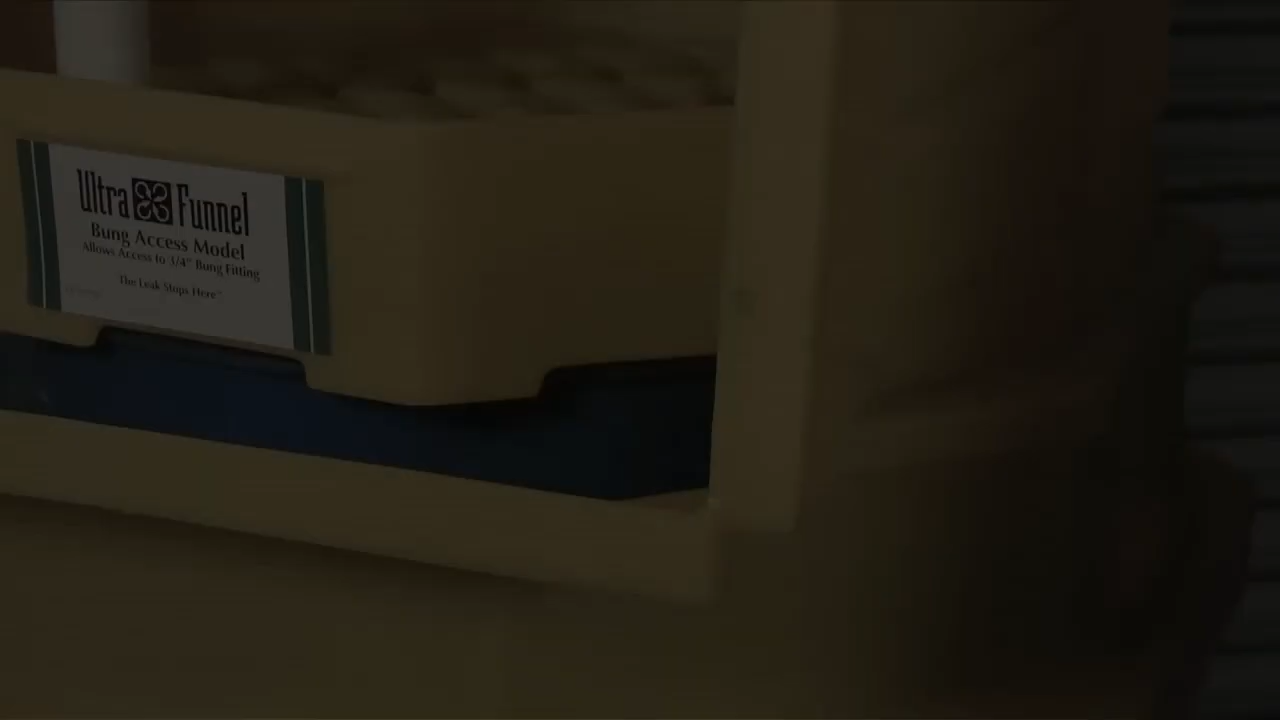 Ultra Funnel
Bung Access Model
Allows Access to 3/4" Bung Fitting
The Leak Stops Here™